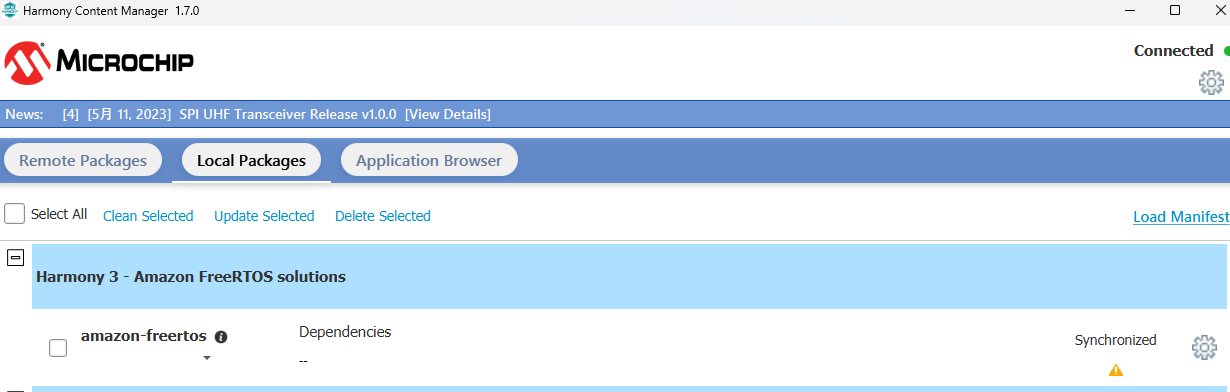 Harmony Content Manager 1.7.0
MICROCHIP
Connected
News: [4] [5月 11, 2023] SPI UHF Transceiver Release v1.0.0 [View Details]
Remote Packages Local Packages Application Browser
Select All Clean Selected Update Selected Delete Selected Load Manifest
Harmony 3 - Amazon FreeRTOS solutions
amazon-freertos Dependencies Synchronized
--